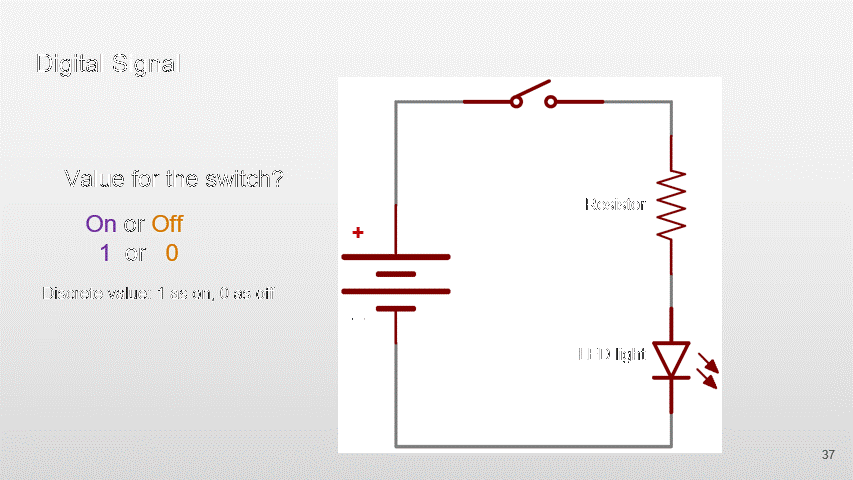 Digital Signal
Value for the switch?
On or Off
1 or 0
Discrete value: 1 as on, 0 as off
+
Resistor
LED light
37